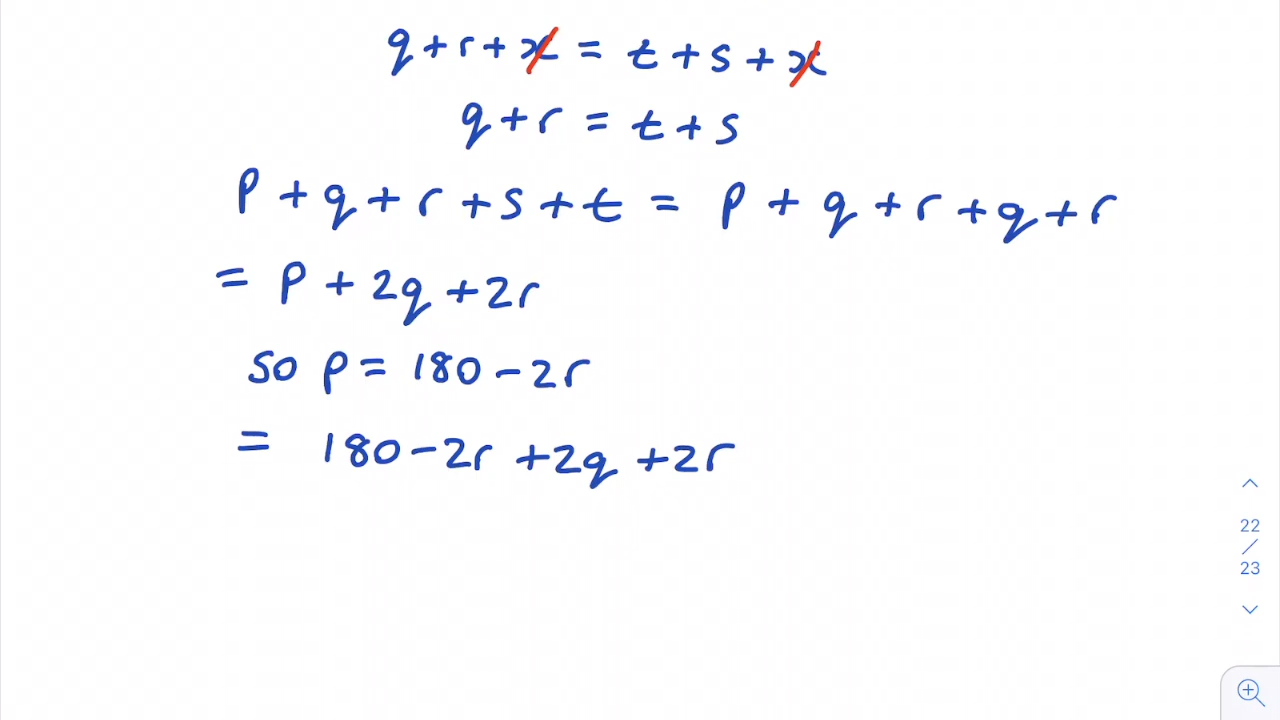 q + r + x = t + s + x
q + r = t + s
p + q + r + s + t = p + q + r + q + r
= p + 2q + 2r
so p = 180 - 2r
= 180 - 2r + 2q + 2r
22
/
23